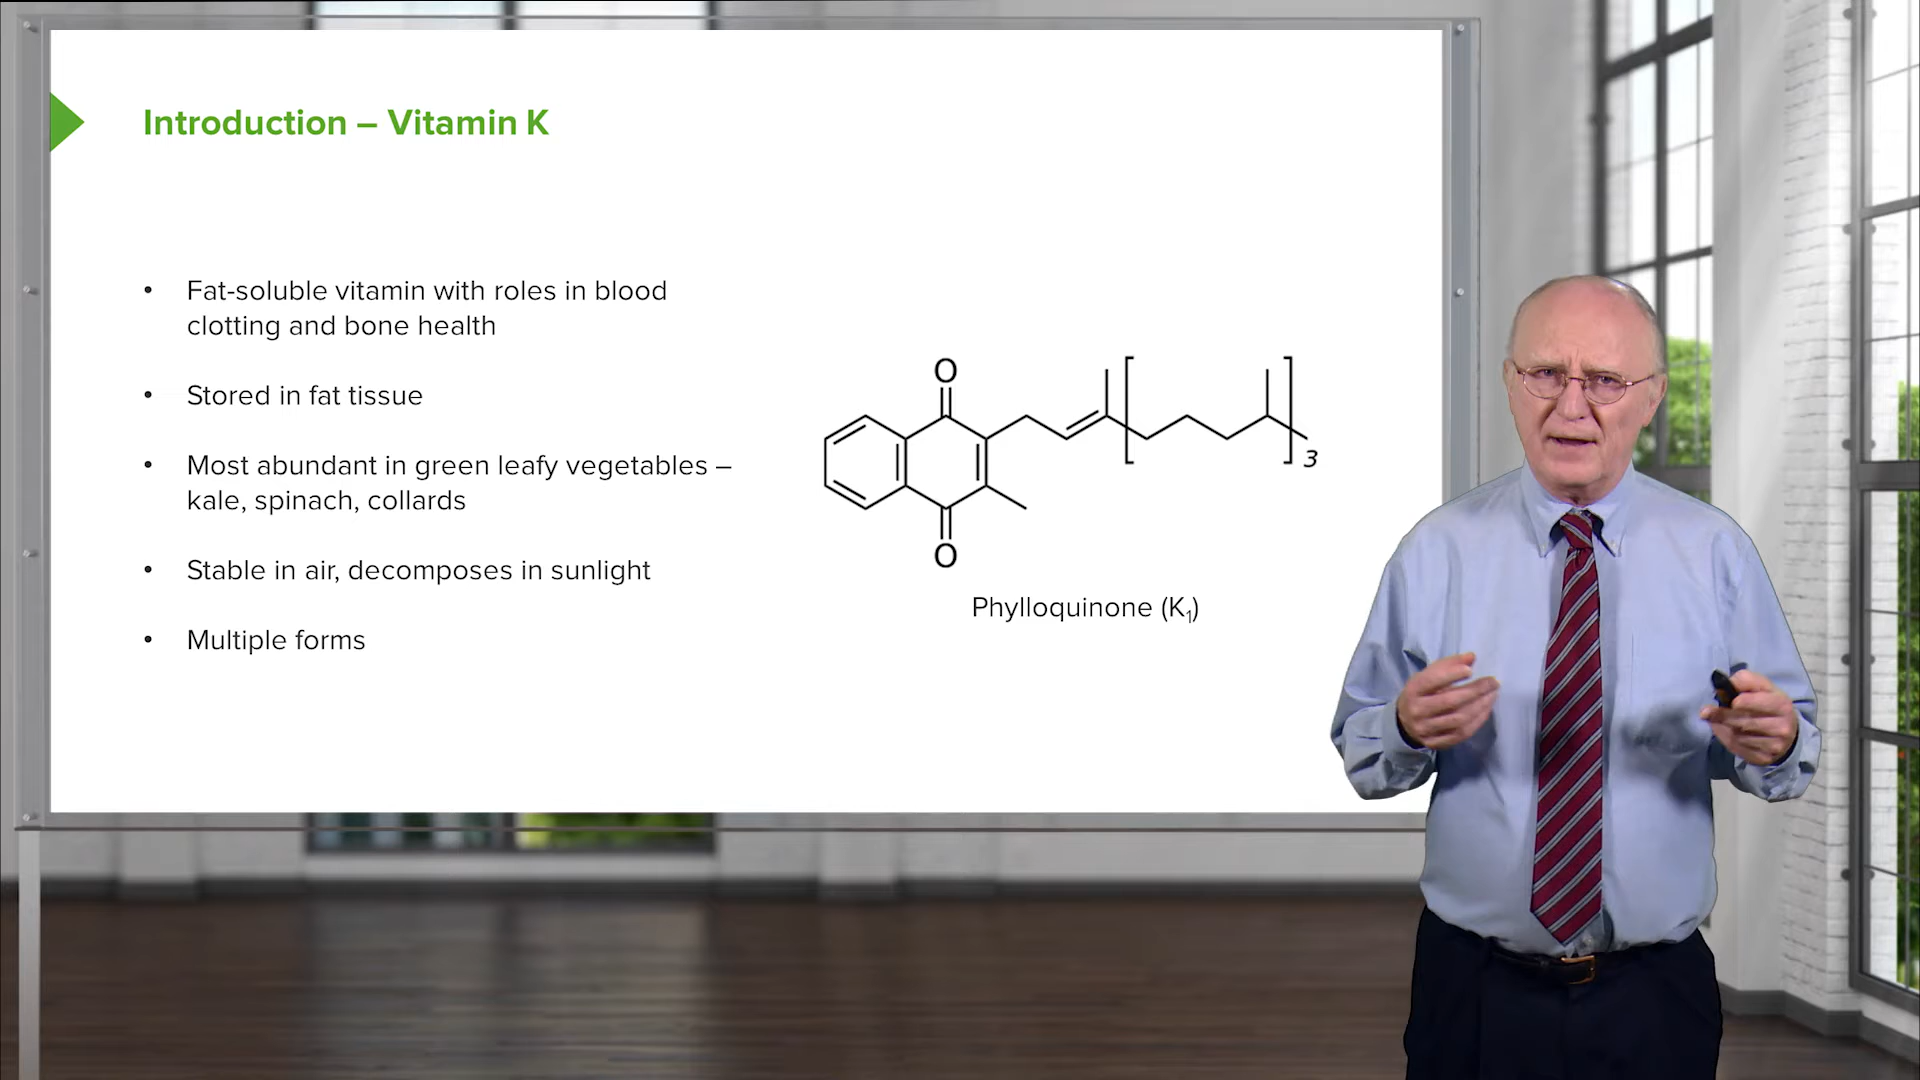 Introduction – Vitamin K
• Fat-soluble vitamin with roles in blood
clotting and bone health
• Stored in fat tissue
• Most abundant in green leafy vegetables –
kale, spinach, collards
• Stable in air, decomposes in sunlight
• Multiple forms
O
3
O
Phylloquinone (K₁)